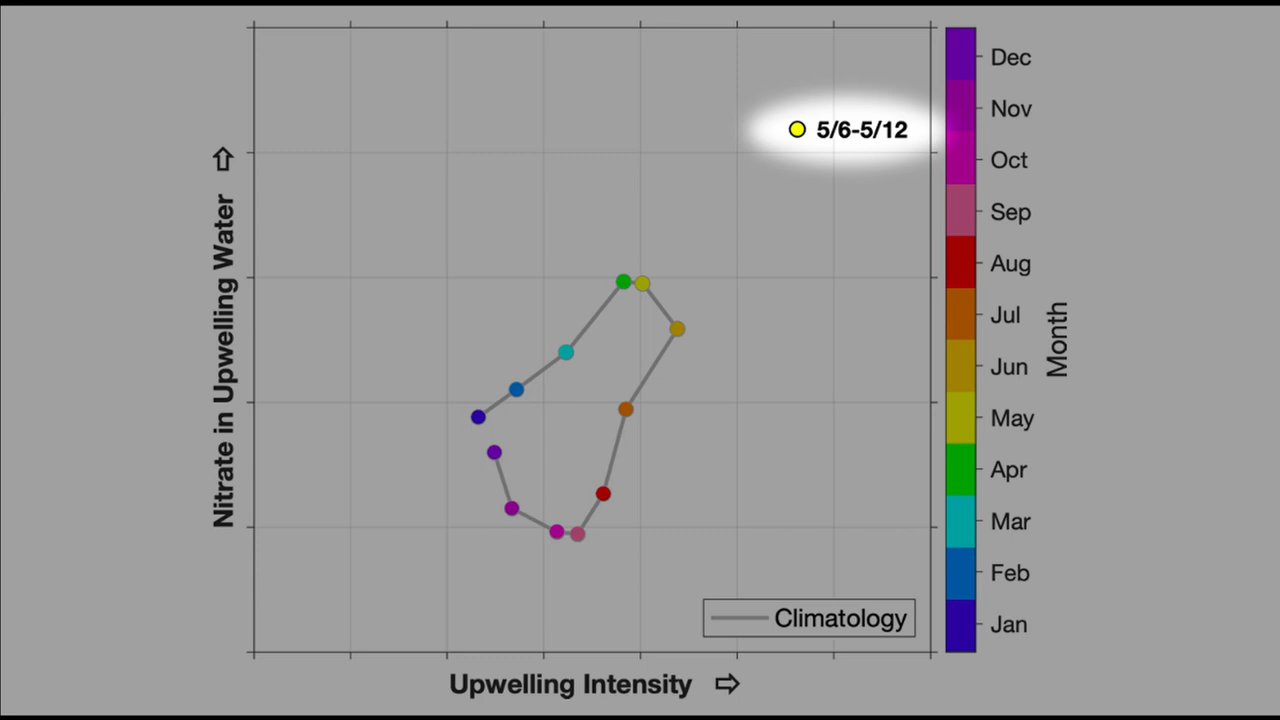 5/6-5/12
Nitrate in Upwelling Water ⇧
Dec
Nov
Oct
Sep
Aug
Jul
Jun
May
Apr
Mar
Feb
Jan
Month
Climatology
Upwelling Intensity ⇨